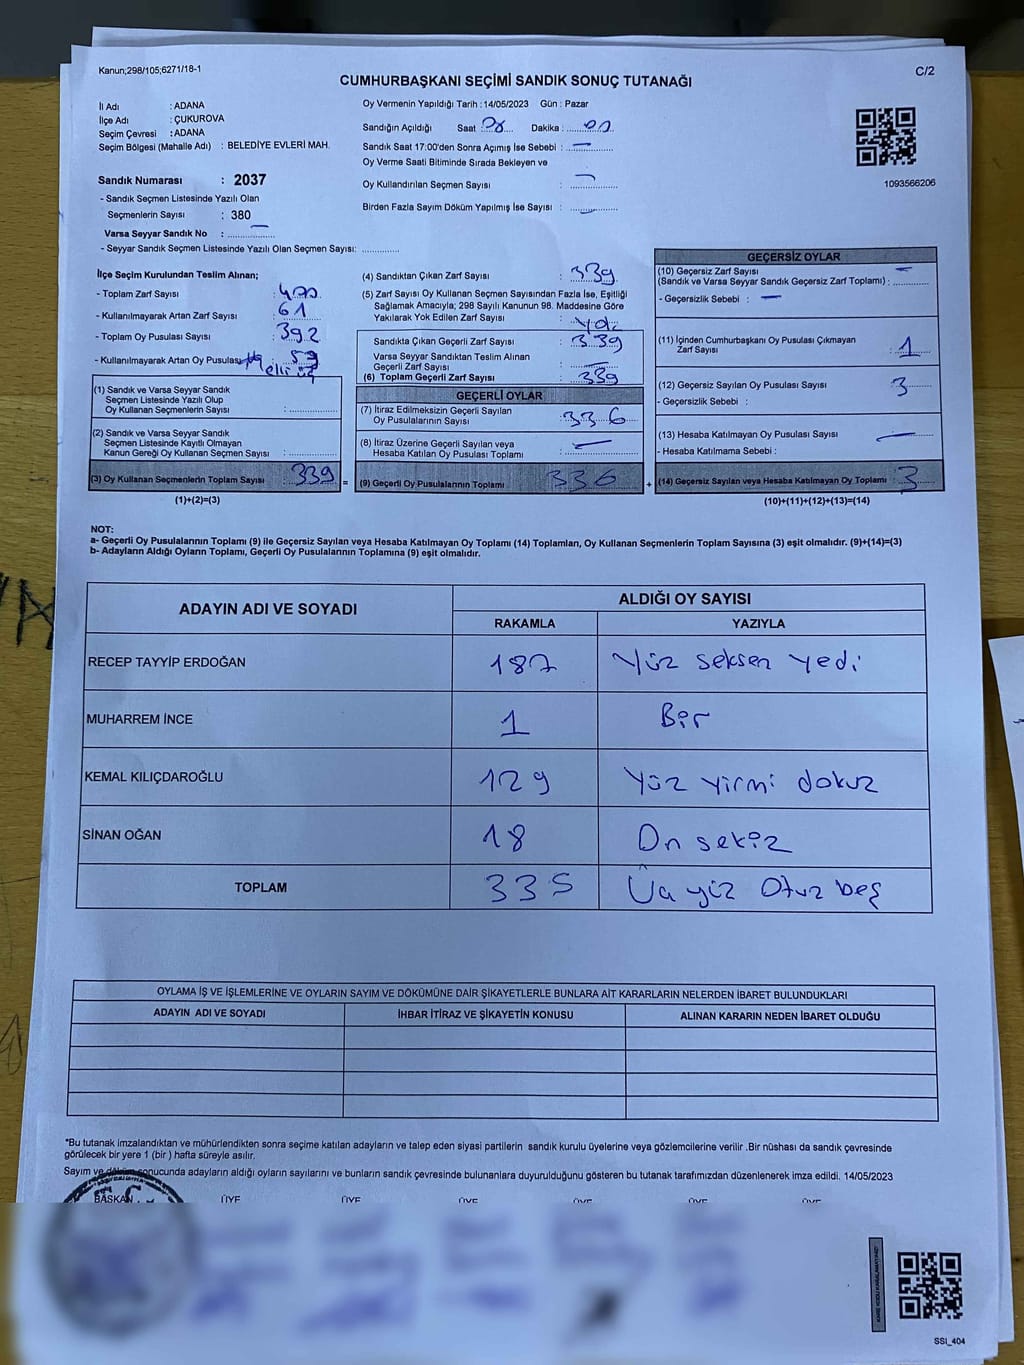 Kanun;298/105;6271/18-1
C/2
CUMHURBAŞKANI SEÇİMİ SANDIK SONUÇ TUTANAĞI
İl Adı : ADANA
İlçe Adı : ÇUKUROVA
Seçim Çevresi : ADANA
Seçim Bölgesi (Mahalle Adı) : BELEDİYE EVLERİ MAH.
Sandık Numarası : 2037
- Sandık Seçmen Listesinde Yazılı Olan
Seçmenlerin Sayısı : 380
Varsa Seyyar Sandık No : —
- Seyyar Sandık Seçmen Listesinde Yazılı Olan Seçmen Sayısı:
Oy Vermenin Yapıldığı Tarih : 14/05/2023 Gün : Pazar
Sandığın Açıldığı Saat Dakika :
Sandık Saat 17:00'den Sonra Açımış İse Sebebi : —
Oy Verme Saati Bitiminde Sırada Bekleyen ve
Oy Kullandırılan Seçmen Sayısı : —
Birden Fazla Sayım Döküm Yapılmış İse Sayısı : —
1093566206
İlçe Seçim Kurulundan Teslim Alınan;
- Toplam Zarf Sayısı : 400
- Kullanılmayarak Artan Zarf Sayısı : 61
- Toplam Oy Pusulası Sayısı : 392
- Kullanılmayarak Artan Oy Pusulası
(1) Sandık ve Varsa Seyyar Sandık
Seçmen Listesinde Yazılı Olup
Oy Kullanan Seçmenlerin Sayısı :
(2) Sandık ve Varsa Seyyar Sandık
Seçmen Listesinde Kayıtlı Olmayan
Kanun Gereği Oy Kullanan Seçmen Sayısı :
(3) Oy Kullanan Seçmenlerin Toplam Sayısı : 339 =
(1)+(2)=(3)
(4) Sandıktan Çıkan Zarf Sayısı : 339
(5) Zarf Sayısı Oy Kullanan Seçmen Sayısından Fazla İse, Eşitliği
Sağlamak Amacıyla; 298 Sayılı Kanunun 98. Maddesine Göre
Yakılarak Yok Edilen Zarf Sayısı :
Sandıkta Çıkan Geçerli Zarf Sayısı : 339
Varsa Seyyar Sandıktan Teslim Alınan
Geçerli Zarf Sayısı : —
(6) Toplam Geçerli Zarf Sayısı : 339
GEÇERLİ OYLAR
(7) İtiraz Edilmeksizin Geçerli Sayılan
Oy Pusulalarının Sayısı : 336
(8) İtiraz Üzerine Geçerli Sayılan veya
Hesaba Katılan Oy Pusulası Toplamı : —
(9) Geçerli Oy Pusulalarının Toplamı 336 +
GEÇERSİZ OYLAR
(10) Geçersiz Zarf Sayısı —
(Sandık ve Varsa Seyyar Sandık Geçersiz Zarf Toplamı) :
- Geçersizlik Sebebi : —
(11) İçinden Cumhurbaşkanı Oy Pusulası Çıkmayan
Zarf Sayısı : 1
(12) Geçersiz Sayılan Oy Pusulası Sayısı : 3
- Geçersizlik Sebebi :
(13) Hesaba Katılmayan Oy Pusulası Sayısı : —
- Hesaba Katılmama Sebebi :
(14) Geçersiz Sayılan veya Hesaba Katılmayan Oy Toplamı : 3
(10)+(11)+(12)+(13)=(14)
NOT:
a- Geçerli Oy Pusulalarının Toplamı (9) ile Geçersiz Sayılan veya Hesaba Katılmayan Oy Toplamı (14) Toplamları, Oy Kullanan Seçmenlerin Toplam Sayısına (3) eşit olmalıdır. (9)+(14)=(3)
b- Adayların Aldığı Oyların Toplamı, Geçerli Oy Pusulalarının Toplamına (9) eşit olmalıdır.
ADAYIN ADI VE SOYADI
ALDIĞI OY SAYISI
RAKAMLA YAZIYLA
RECEP TAYYİP ERDOĞAN 187 Yüz seksen yedi
MUHARREM İNCE 1 Bir
KEMAL KILIÇDAROĞLU 129 Yüz yirmi dokuz
SİNAN OĞAN 18 On sekiz
TOPLAM 335 Üç yüz Otuz beş
OYLAMA İŞ VE İŞLEMLERİNE VE OYLARIN SAYIM VE DÖKÜMÜNE DAİR ŞİKAYETLERLE BUNLARA AİT KARARLARIN NELERDEN İBARET BULUNDUKLARI
ADAYIN ADI VE SOYADI İHBAR İTİRAZ VE ŞİKAYETİN KONUSU ALINAN KARARIN NEDEN İBARET OLDUĞU
"Bu tutanak imzalandıktan ve mühürlendikten sonra seçime katılan adayların ve talep eden siyasi partilerin sandık kurulu üyelerine veya gözlemcilerine verilir .Bir nüshası da sandık çevresinde
görülecek bir yere 1 (bir ) hafta süreyle asılır.
Sayım ve döküm sonucunda adayların aldığı oyların sayılarını ve bunların sandık çevresinde bulunanlara duyurulduğunu gösteren bu tutanak tarafımızdan düzenlenerek imza edildi. 14/05/2023
BAŞKAN ÜYE ÜYE ÜYE ÜYE ÜYE ÜYE
SSI_404